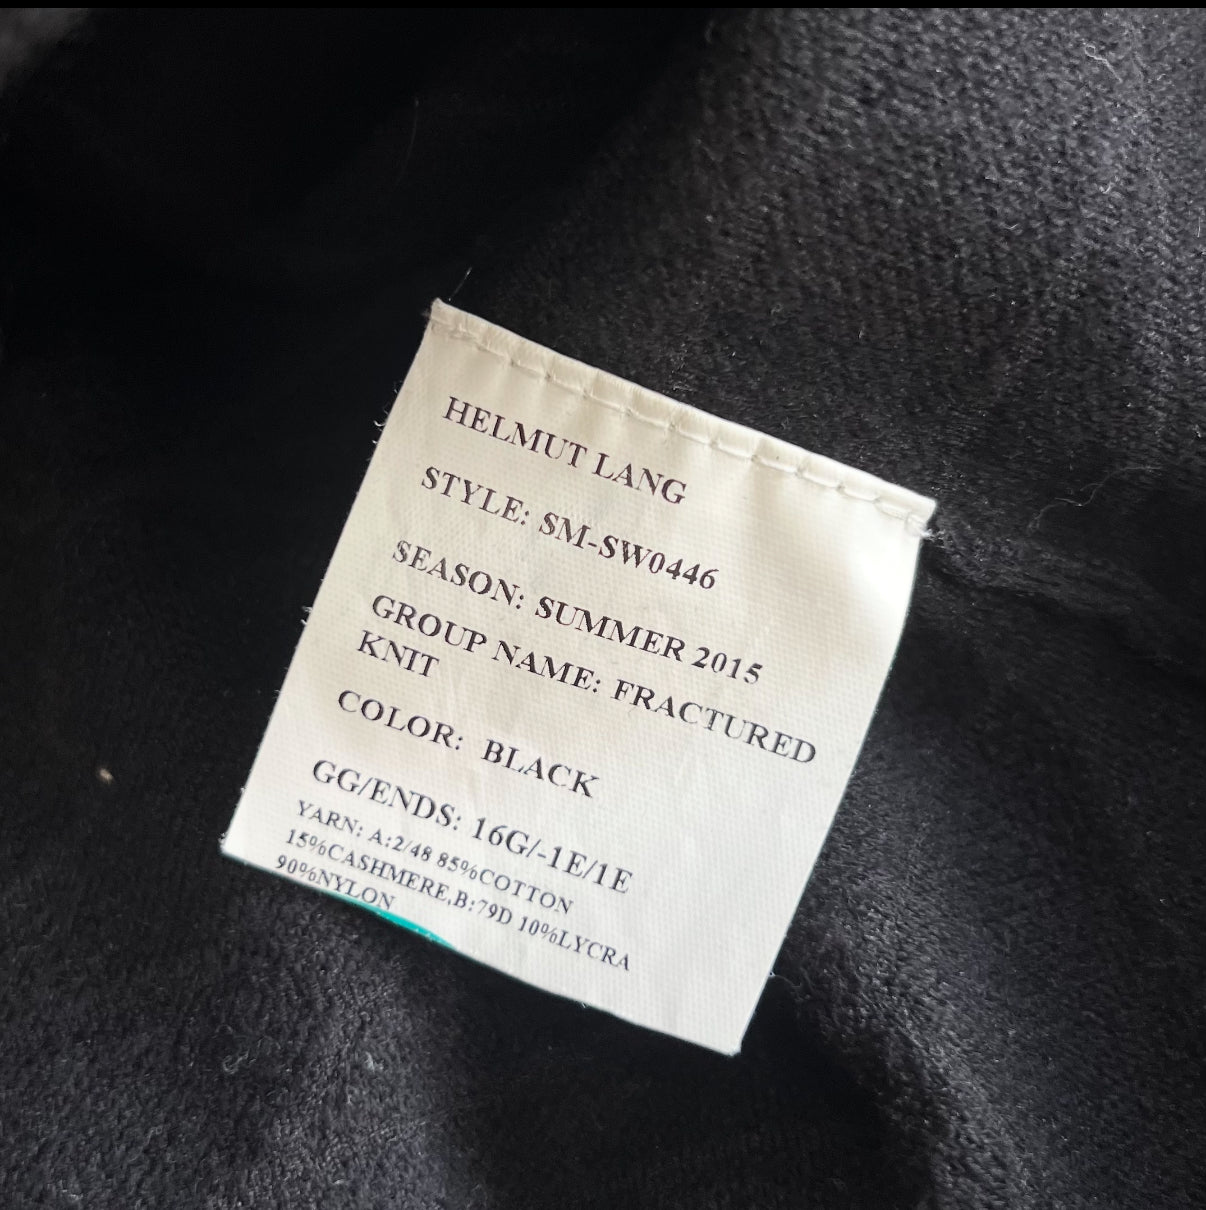 HELMUT LANG
STYLE: SM-SW0446
SEASON: SUMMER 2015
GROUP NAME: FRACTURED
KNIT
COLOR: BLACK
GG/ENDS: 16G/-1E/1E
YARN: A:2/48 85%COTTON
15%CASHMERE,B:79D 10%LYCRA
90%NYLON